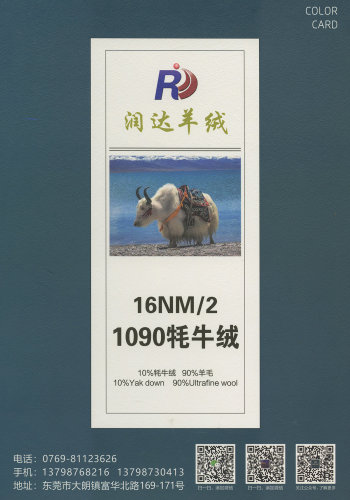 COLOR
CARD
R
润达羊绒
16NM/2
1090牦牛绒
10%牦牛绒 90%羊毛
10%Yak down 90%Ultrafine wool
电话：0769-81123626
手机：13798768216 13798730413
地址：东莞市大朗镇富华北路169-171号